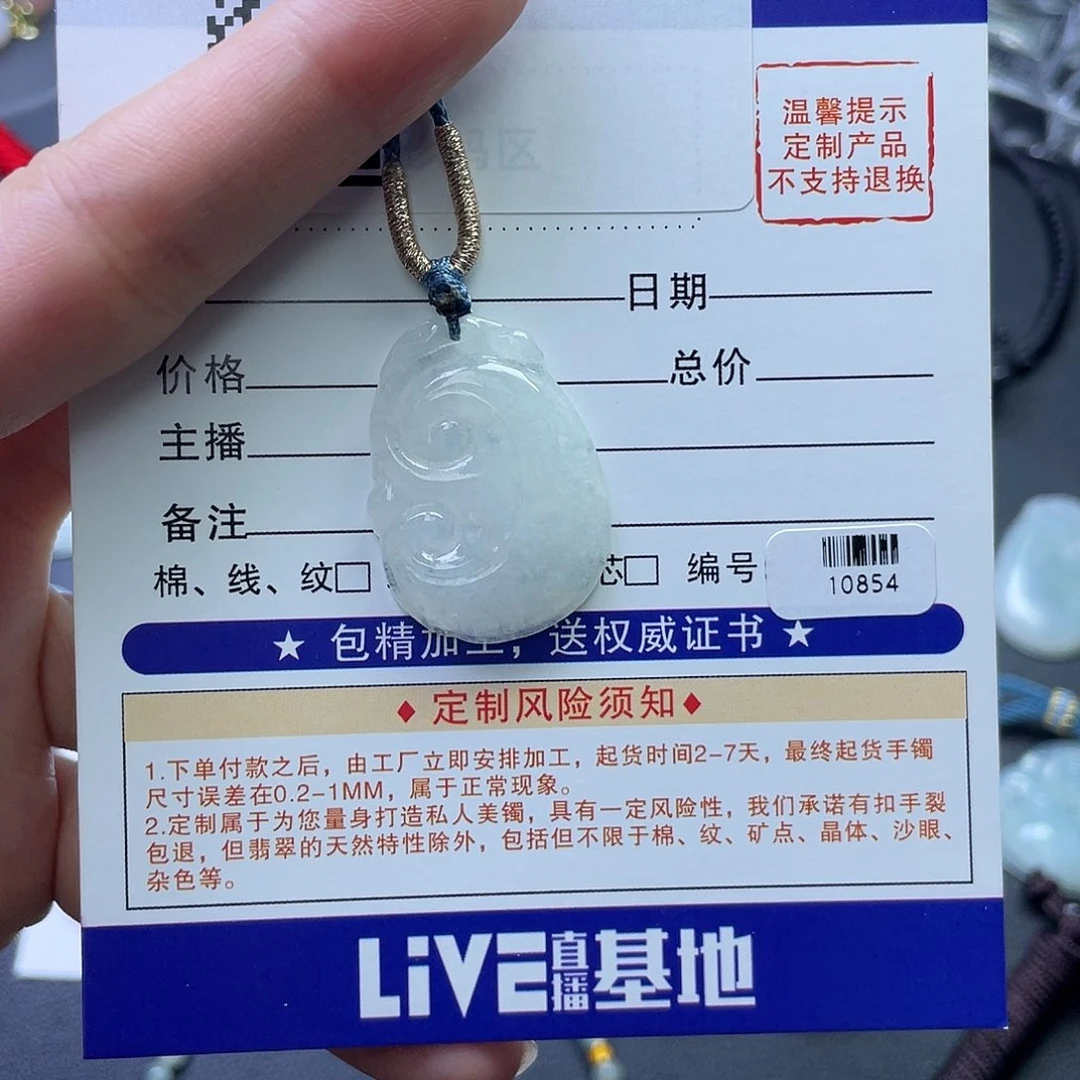 码区
温馨提示
定制产品
不支持退换
日期
价格 总价
主播
备注
棉、线、纹□ 芯□ 编号
10854
★ 包精加工，送权威证书 ★
♦ 定制风险须知 ♦
1.下单付款之后，由工厂立即安排加工，起货时间2-7天，最终起货手镯
尺寸误差在0.2-1MM，属于正常现象。
2.定制属于为您量身打造私人美镯，具有一定风险性，我们承诺有扣手裂
包退，但翡翠的天然特性除外，包括但不限于棉、纹、矿点、晶体、沙眼、
杂色等。
LiVE直播基地